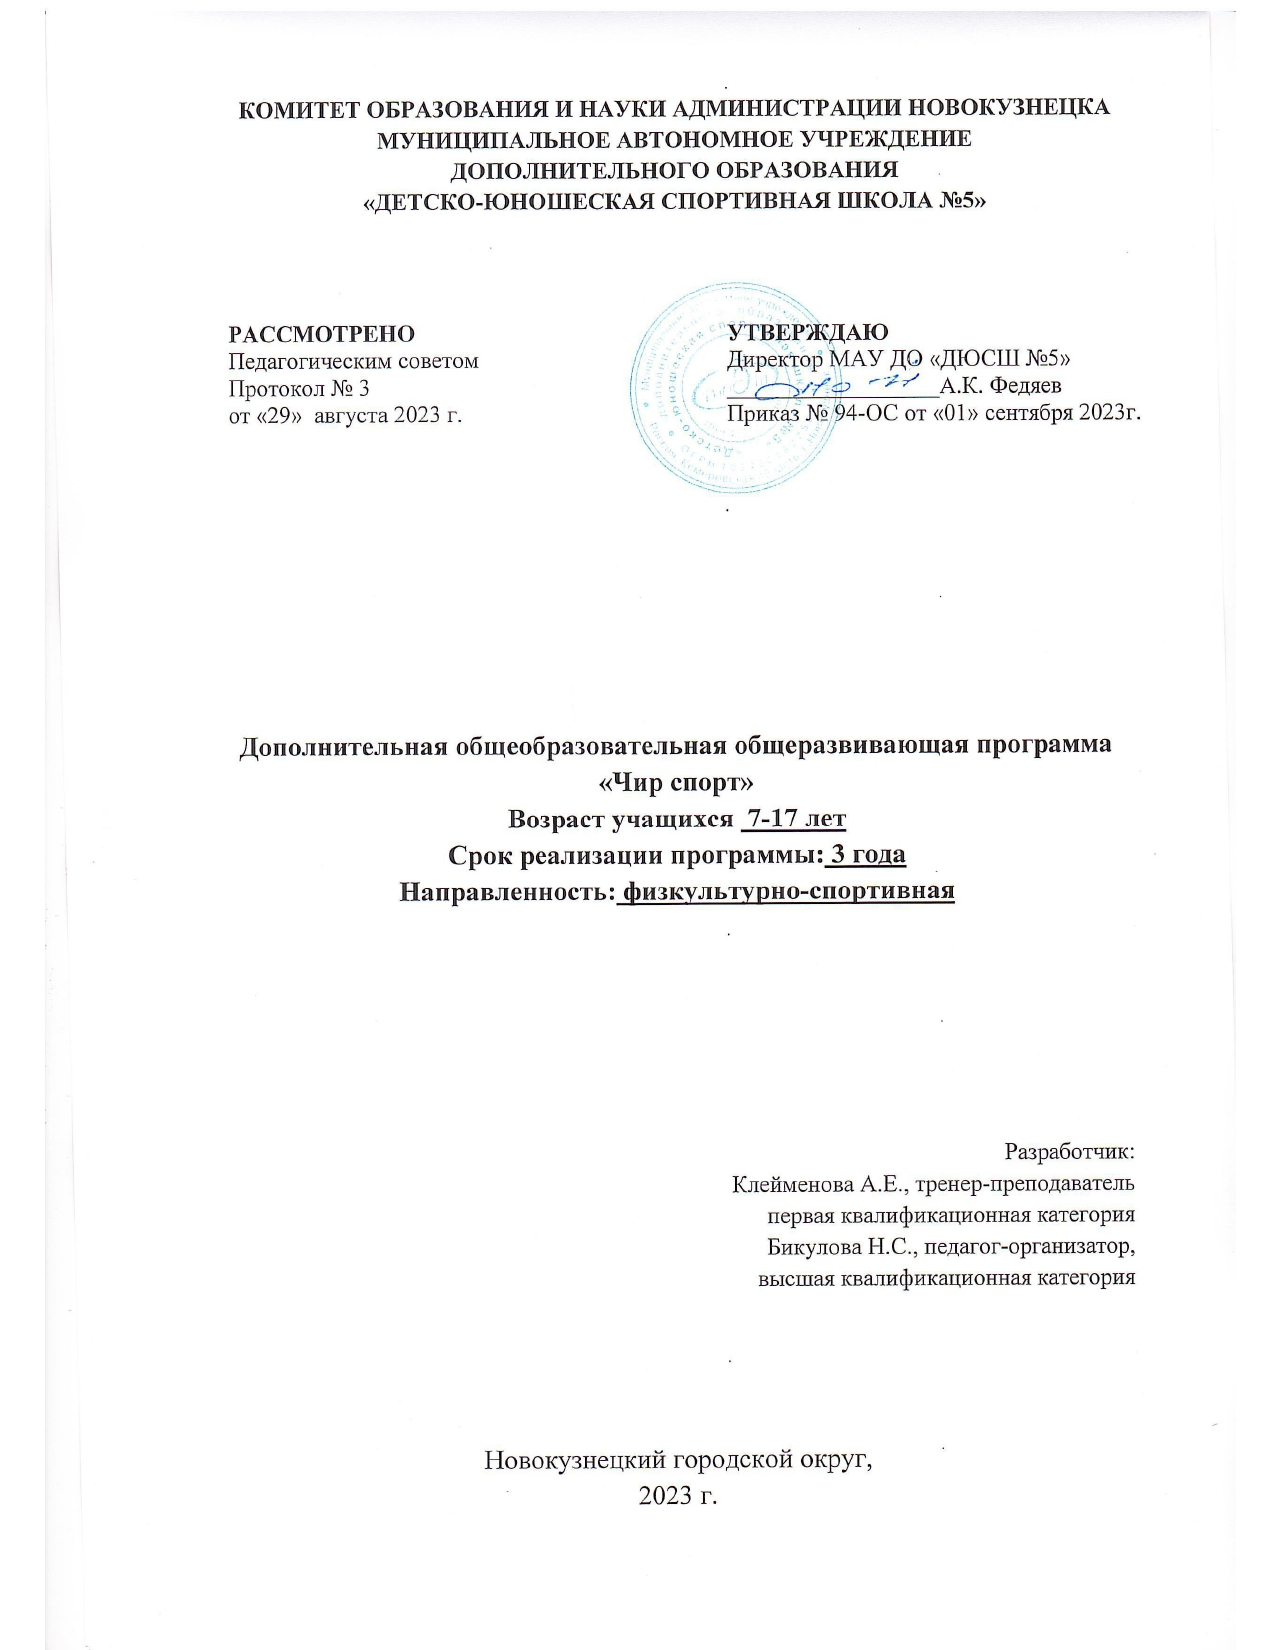 КОМИТЕТ ОБРАЗОВАНИЯ И НАУКИ АДМИНИСТРАЦИИ НОВОКУЗНЕЦКА
МУНИЦИПАЛЬНОЕ АВТОНОМНОЕ УЧРЕЖДЕНИЕ
ДОПОЛНИТЕЛЬНОГО ОБРАЗОВАНИЯ
«ДЕТСКО-ЮНОШЕСКАЯ СПОРТИВНАЯ ШКОЛА №5»
РАССМОТРЕНО
Педагогическим советом
Протокол № 3
от «29»  августа 2023 г.
УТВЕРЖДАЮ
Директор МАУ ДО «ДЮСШ №5»
А.К. Федяев
Приказ № 94-ОС от «01» сентября 2023г.
Дополнительная общеобразовательная общеразвивающая программа
«Чир спорт»
Возраст учащихся  7-17 лет
Срок реализации программы: 3 года
Направленность: физкультурно-спортивная
Разработчик:
Клейменова А.Е., тренер-преподаватель
первая квалификационная категория
Бикулова Н.С., педагог-организатор,
высшая квалификационная категория
Новокузнецкий городской округ,
2023 г.